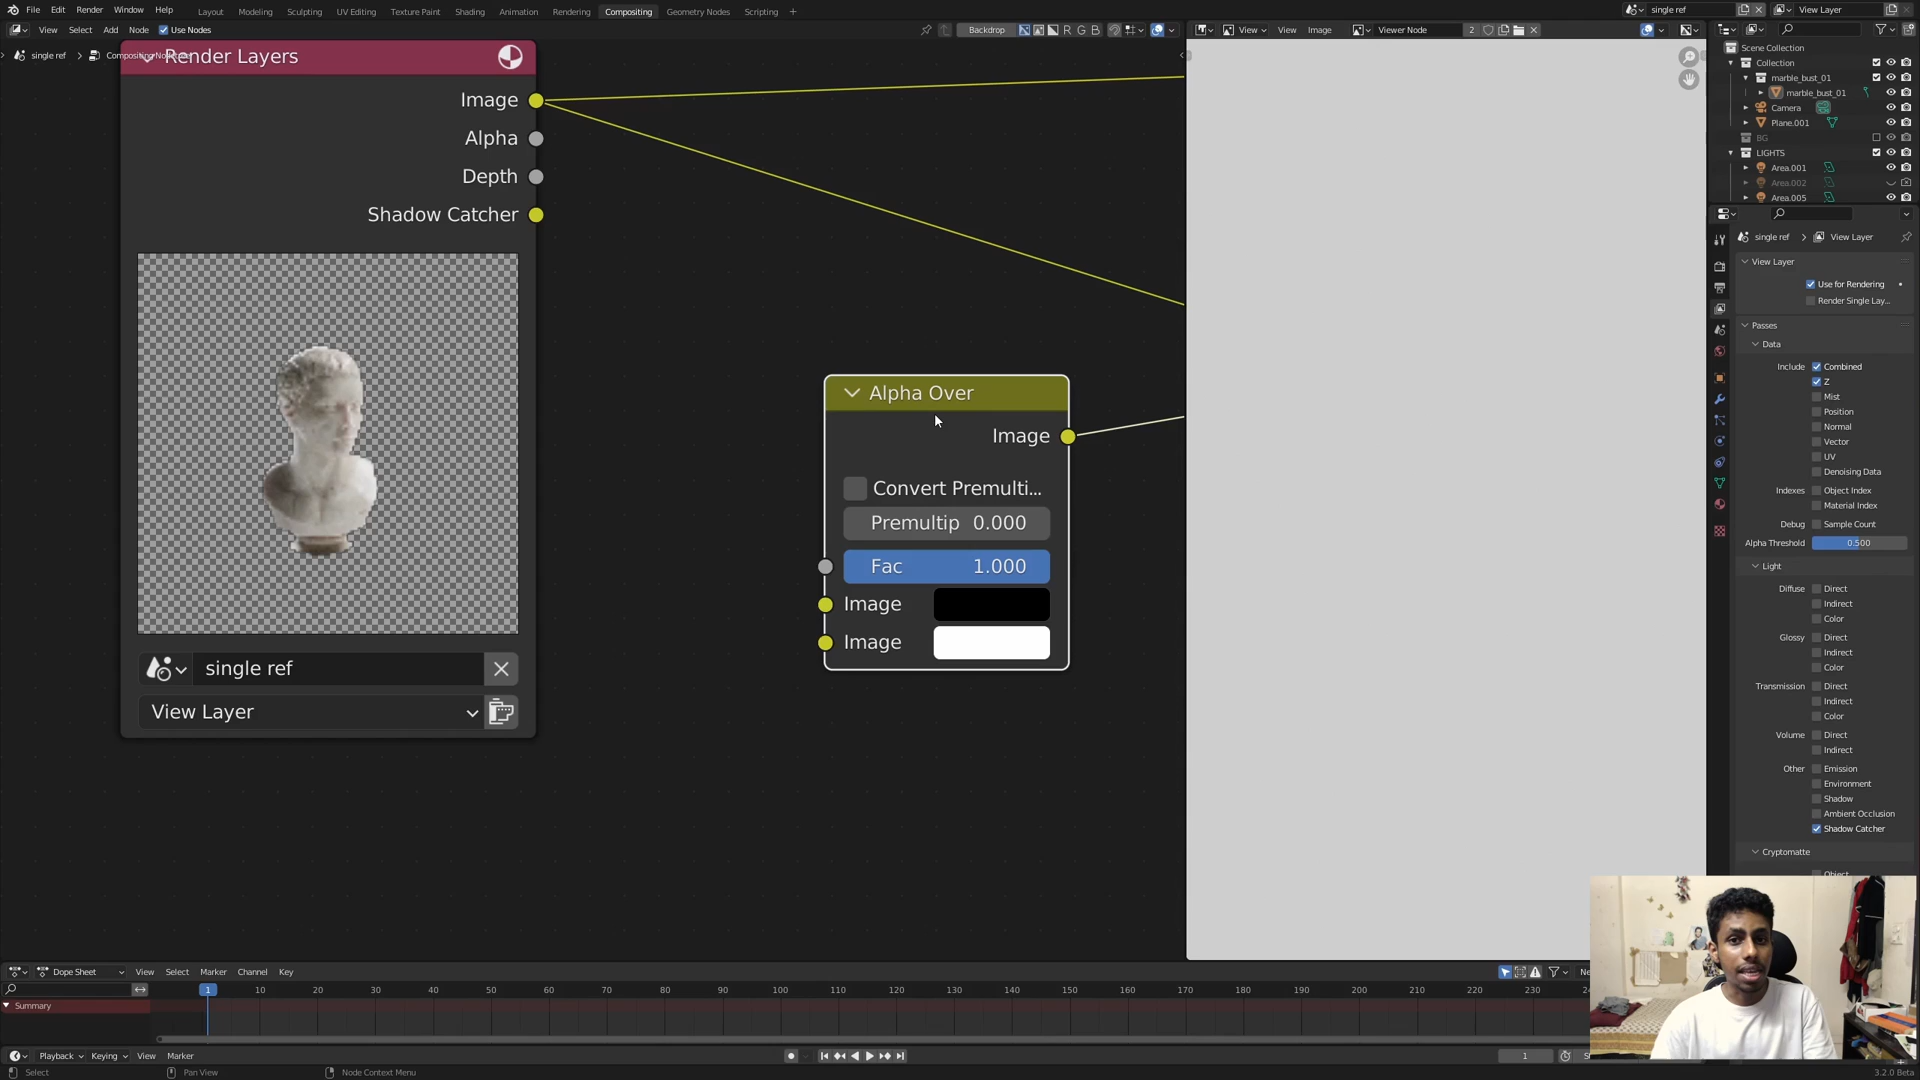 File Edit Render Window Help
Layout Modeling Sculpting UV Editing Texture Paint Shading Animation Rendering Compositing Geometry Nodes Scripting +
single ref
View Layer
View Select Add Node Use Nodes
Backdrop
R G B
View View Image Viewer Node 2
single ref > Compositing
Render Layers
Image
Alpha
Depth
Shadow Catcher
single ref
View Layer
Alpha Over
Image
Convert Premulti...
Premultip 0.000
Fac 1.000
Image
Image
Scene Collection
Collection
marble_bust_01
marble_bust_01
Camera
Plane.001
BG
LIGHTS
Area.001
Area.002
Area.005
single ref > View Layer
View Layer
Use for Rendering
Render Single Lay...
Passes
Data
Include Combined
Z
Mist
Position
Normal
Vector
UV
Denoising Data
Indexes Object Index
Material Index
Debug Sample Count
Alpha Threshold 0.500
Light
Diffuse Direct
Indirect
Color
Glossy Direct
Indirect
Color
Transmission Direct
Indirect
Color
Volume Direct
Indirect
Other Emission
Environment
Shadow
Ambient Occlusion
Shadow Catcher
Cryptomatte
Dope Sheet View Select Marker Channel Key
1 10 20 30 40 50 60 70 80 90 100 110 120 130 140 150 160 170 180 190 200 210 220 230
Summary
Playback Keying View Marker
1
Select Pan View Node Context Menu
3.2.0 Beta